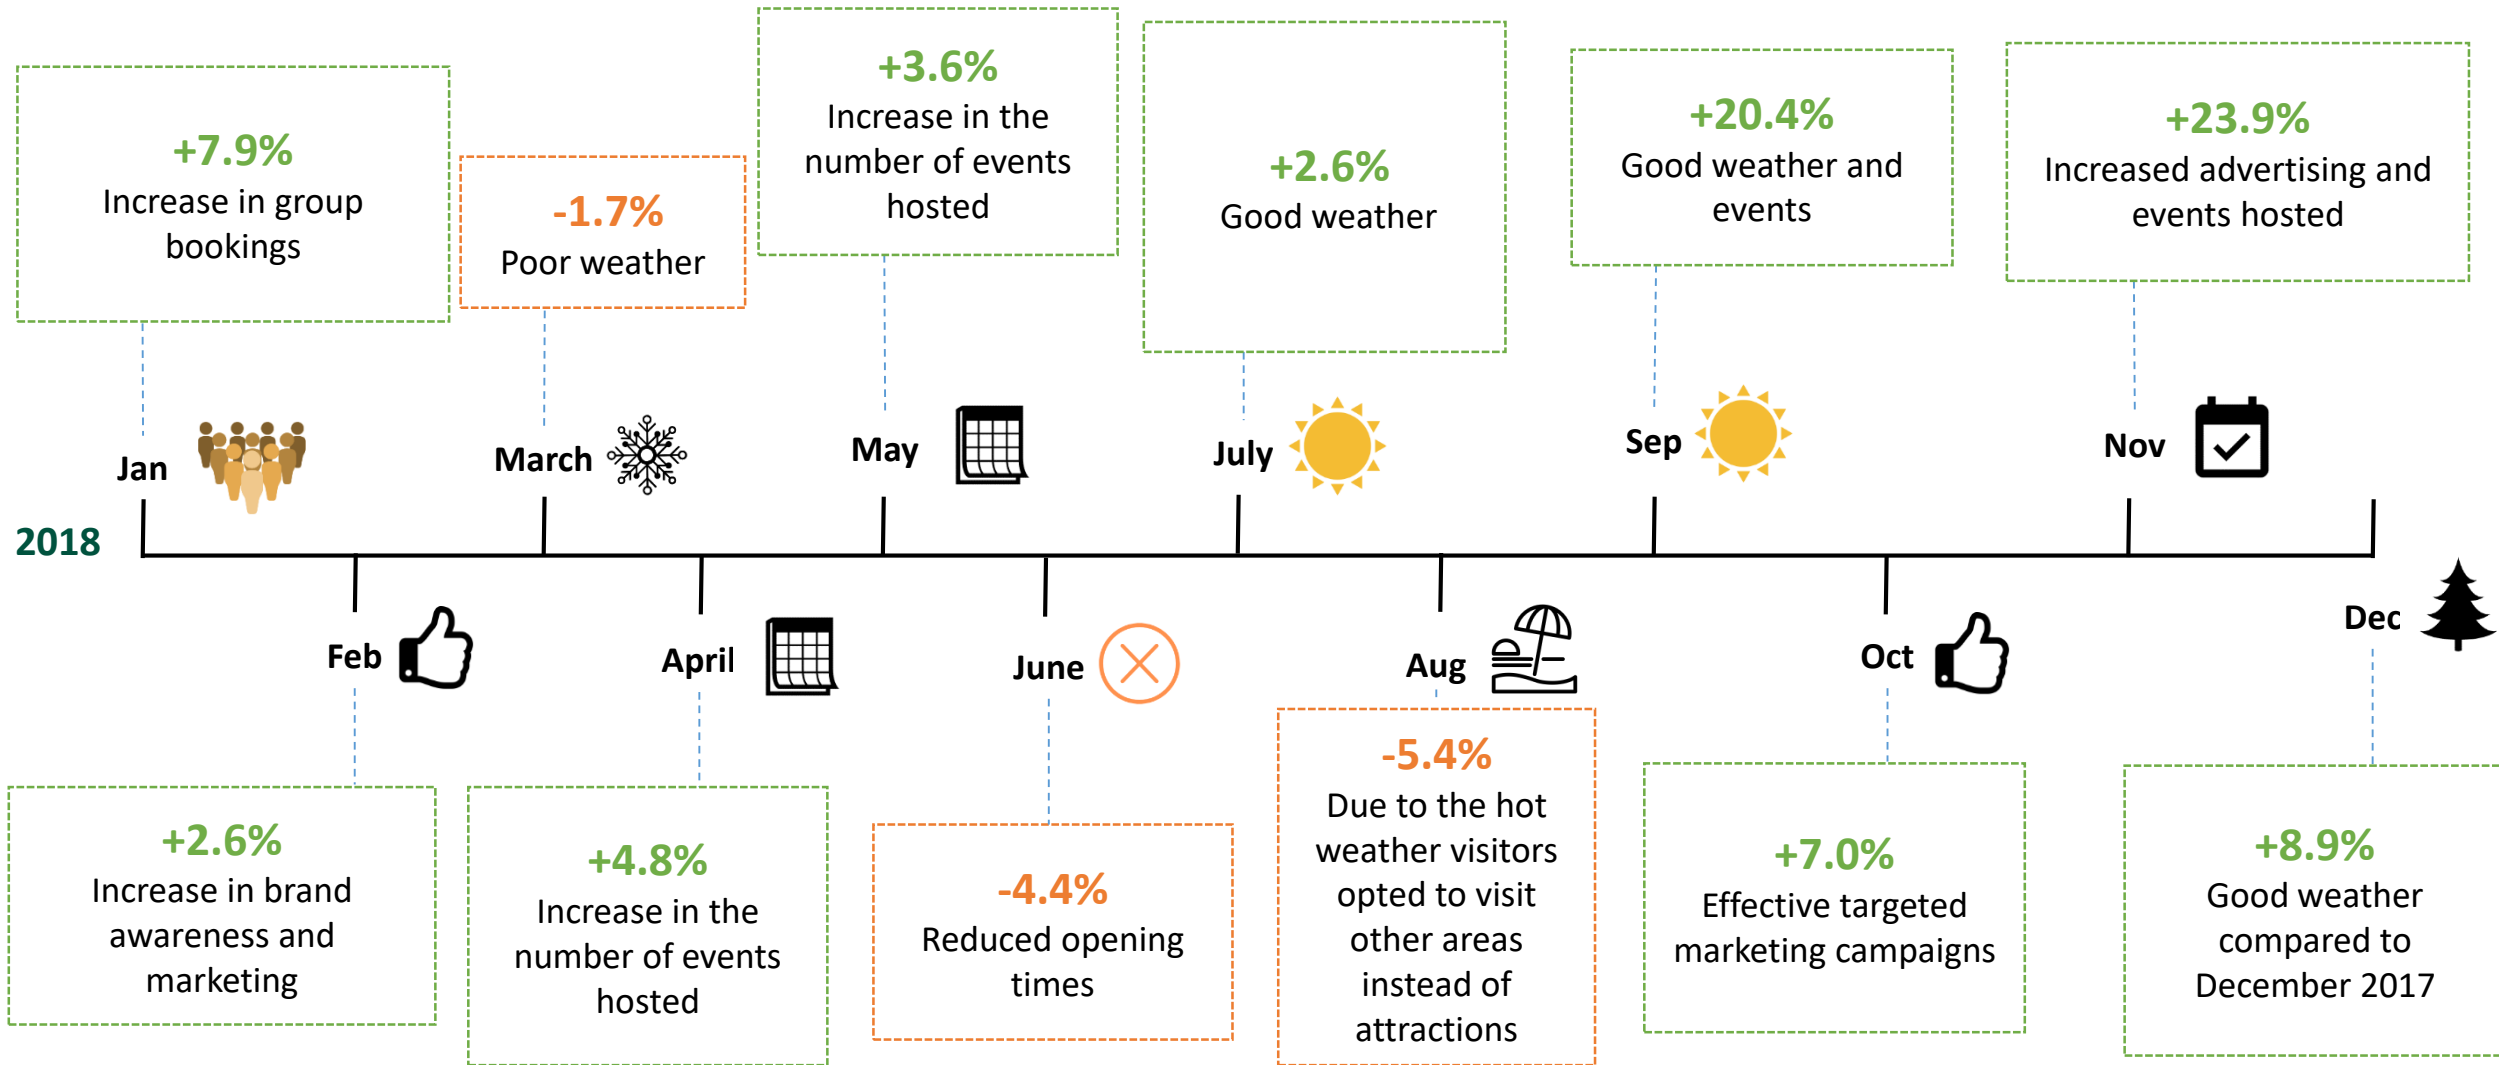 +7.9%
Increase in group
bookings
-1.7%
Poor weather
+3.6%
Increase in the
number of events
hosted
+2.6%
Good weather
+20.4%
Good weather and
events
+23.9%
Increased advertising and
events hosted
Jan
March
May
July
Sep
Nov
2018
Feb
April
June
Aug
Oct
Dec
+2.6%
Increase in brand
awareness and
marketing
+4.8%
Increase in the
number of events
hosted
-4.4%
Reduced opening
times
-5.4%
Due to the hot
weather visitors
opted to visit
other areas
instead of
attractions
+7.0%
Effective targeted
marketing campaigns
+8.9%
Good weather
compared to
December 2017